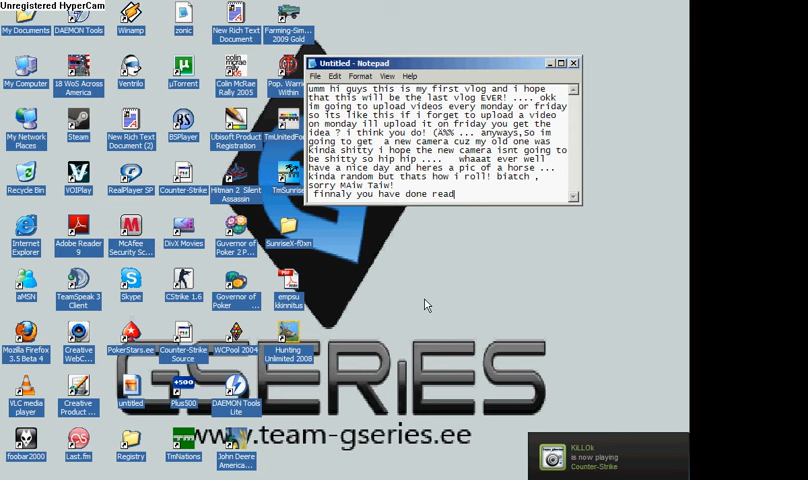 Unregistered HyperCam
My Documents
DAEMON Tools
Winamp
zonic
New Rich Text
Document
Farming-Sim...
2009 Gold
My Computer
18 WoS Across
America
Ventrilo
µTorrent
Colin McRae
Rally 2005
Pop. Warrior
Within
My Network
Places
Steam
New Rich Text
Document (2)
BSPlayer
Ubisoft Product
Registration
Recycle Bin
VOIPlay
RealPlayer SP
Counter-Strike
Hitman 2 Silent
Assassin
Internet
Explorer
Adobe Reader
9
McAfee
Security Sc...
DivX Movies
Governor of
Poker 2 P...
SunriseX-f0xn
aMSN
TeamSpeak 3
Client
Skype
CStrike 1.6
Governor of
Poker
empsu
kkinnitus
Mozilla Firefox
3.5 Beta 4
Creative
WebC...
PokerStars.ee
Counter-Strike
Source
WCPool 2004
Hunting
Unlimited 2008
VLC media
player
Creative
Product ...
untitled
+500
Plus500
DAEMON Tools
Lite
foobar2000
Last.fm
Registry
TmNations
John Deere
America...
Untitled - Notepad
File Edit Format View Help
umm hi guys this is my first vlog and i hope
that this will be the last vlog EVER! .... okk
im going to upload videos every monday or friday
so its like this if i forget to upload a video
on monday ill upload it on friday you get the
idea ? i think you do! (Ä%% ... anyways,So im
going to get a new camera cuz my old one was
kinda shitty i hope the new camera isnt going to
be shitty so hip hip .... whaaat ever well
have a nice day and heres a pic of a horse ...
kinda random but thats how i roll! biatch ,
sorry MAiw Taiw!
finnaly you have done read
GSERiES
www.team-gseries.ee
KiLLOk
is now playing
Counter-Strike